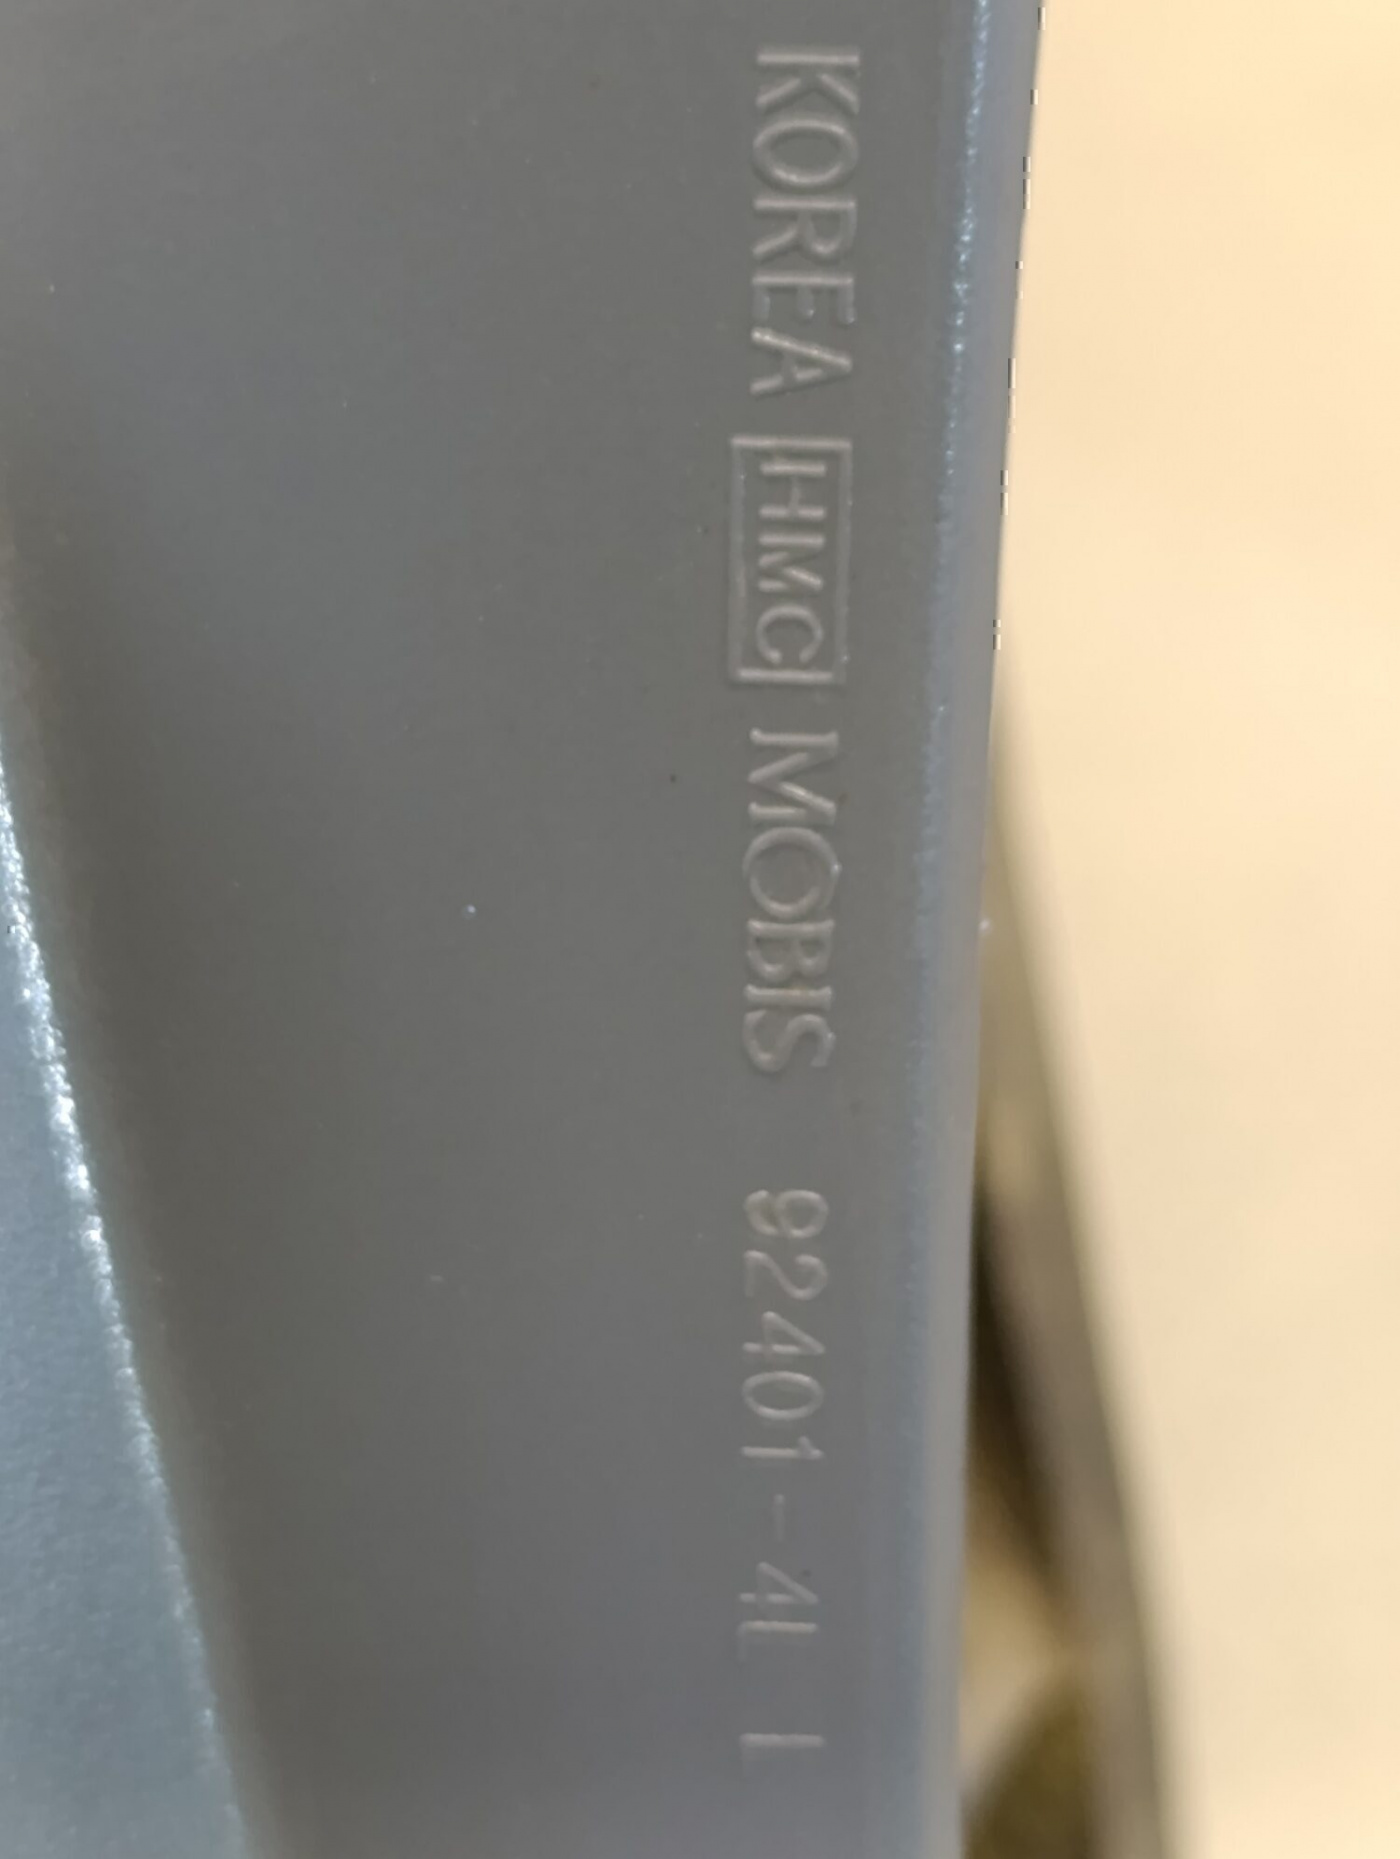 KOREA HMC MOBIS 92401-4L L